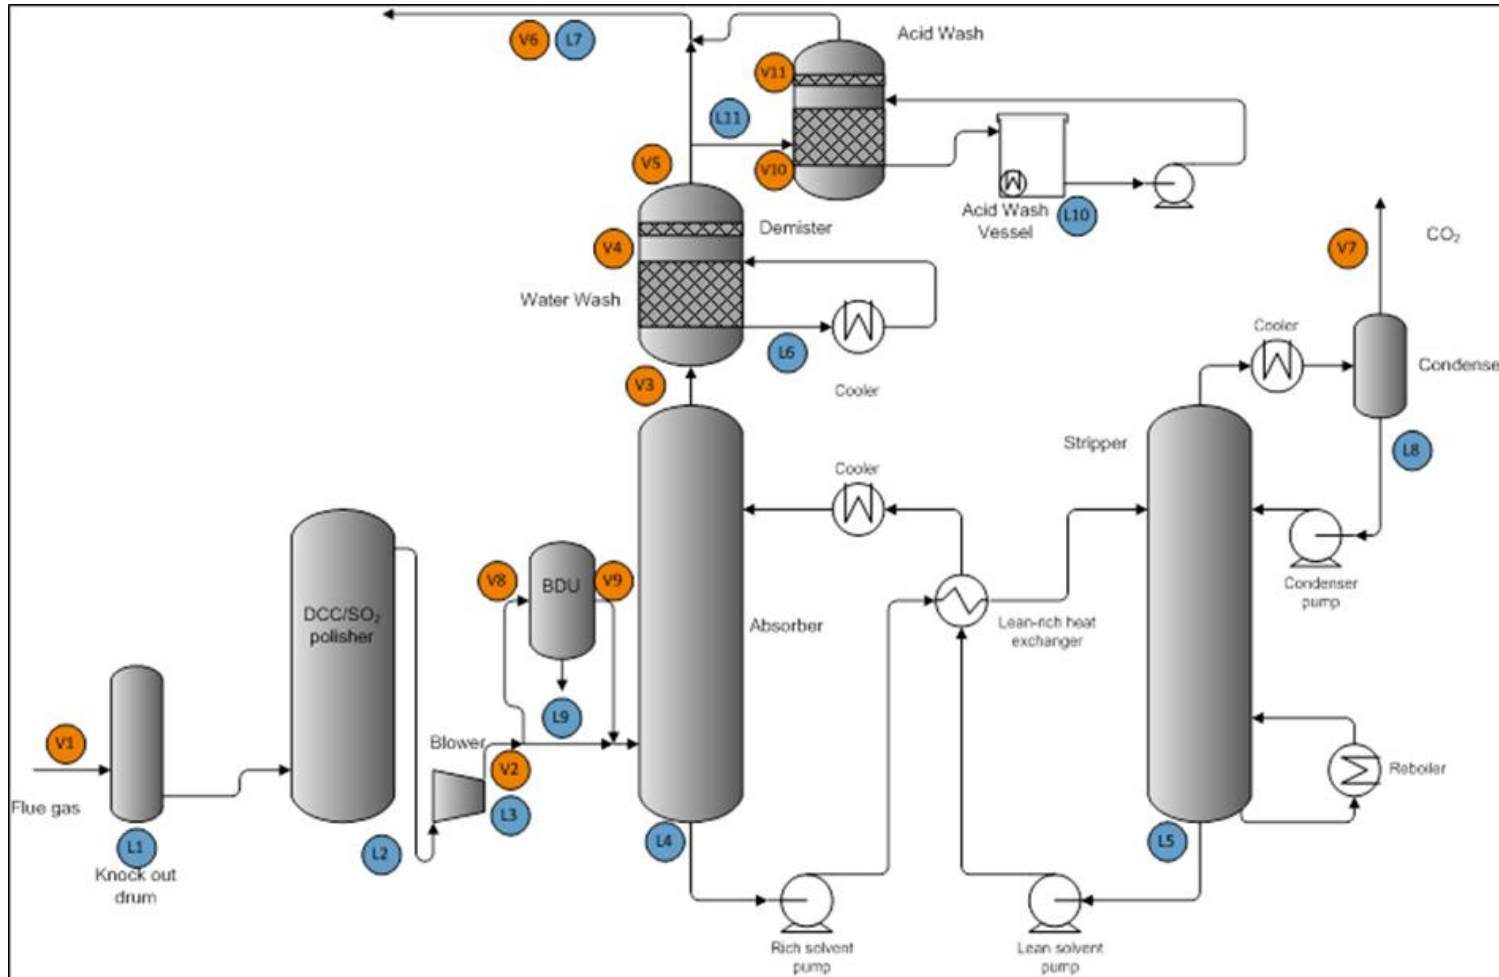 V6
L7
Acid Wash
V11
L11
V5
V10
Acid Wash
Vessel
L10
Demister
V4
Water Wash
L6
V7
CO₂
Cooler
V3
Cooler
Condense
Stripper
L8
Cooler
Condenser
pump
V8
BDU
V9
DCC/SO₂
polisher
Absorber
Lean-rich heat
exchanger
L9
V1
Blower
V2
Reboiler
Flue gas
L3
L1
L2
L4
L5
Knock out
drum
Rich solvent
pump
Lean solvent
pump